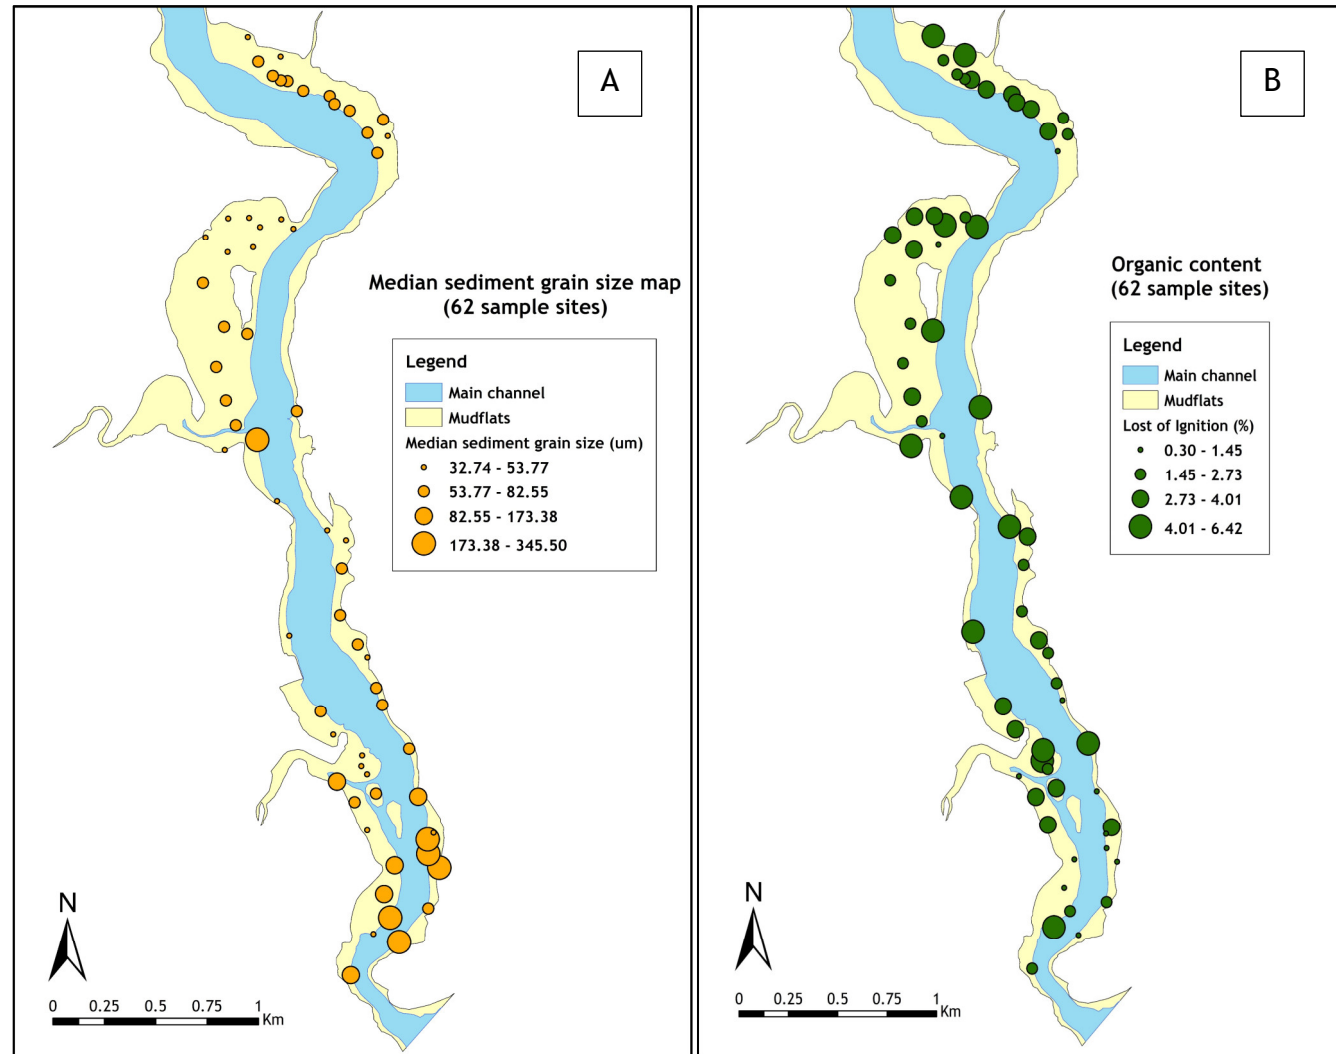 A
Median sediment grain size map
(62 sample sites)
Legend
Main channel
Mudflats
Median sediment grain size (um)
32.74 - 53.77
53.77 - 82.55
82.55 - 173.38
173.38 - 345.50
N
0 0.25 0.5 0.75 1
Km
B
Organic content
(62 sample sites)
Legend
Main channel
Mudflats
Lost of Ignition (%)
0.30 - 1.45
1.45 - 2.73
2.73 - 4.01
4.01 - 6.42
N
0 0.25 0.5 0.75 1
Km